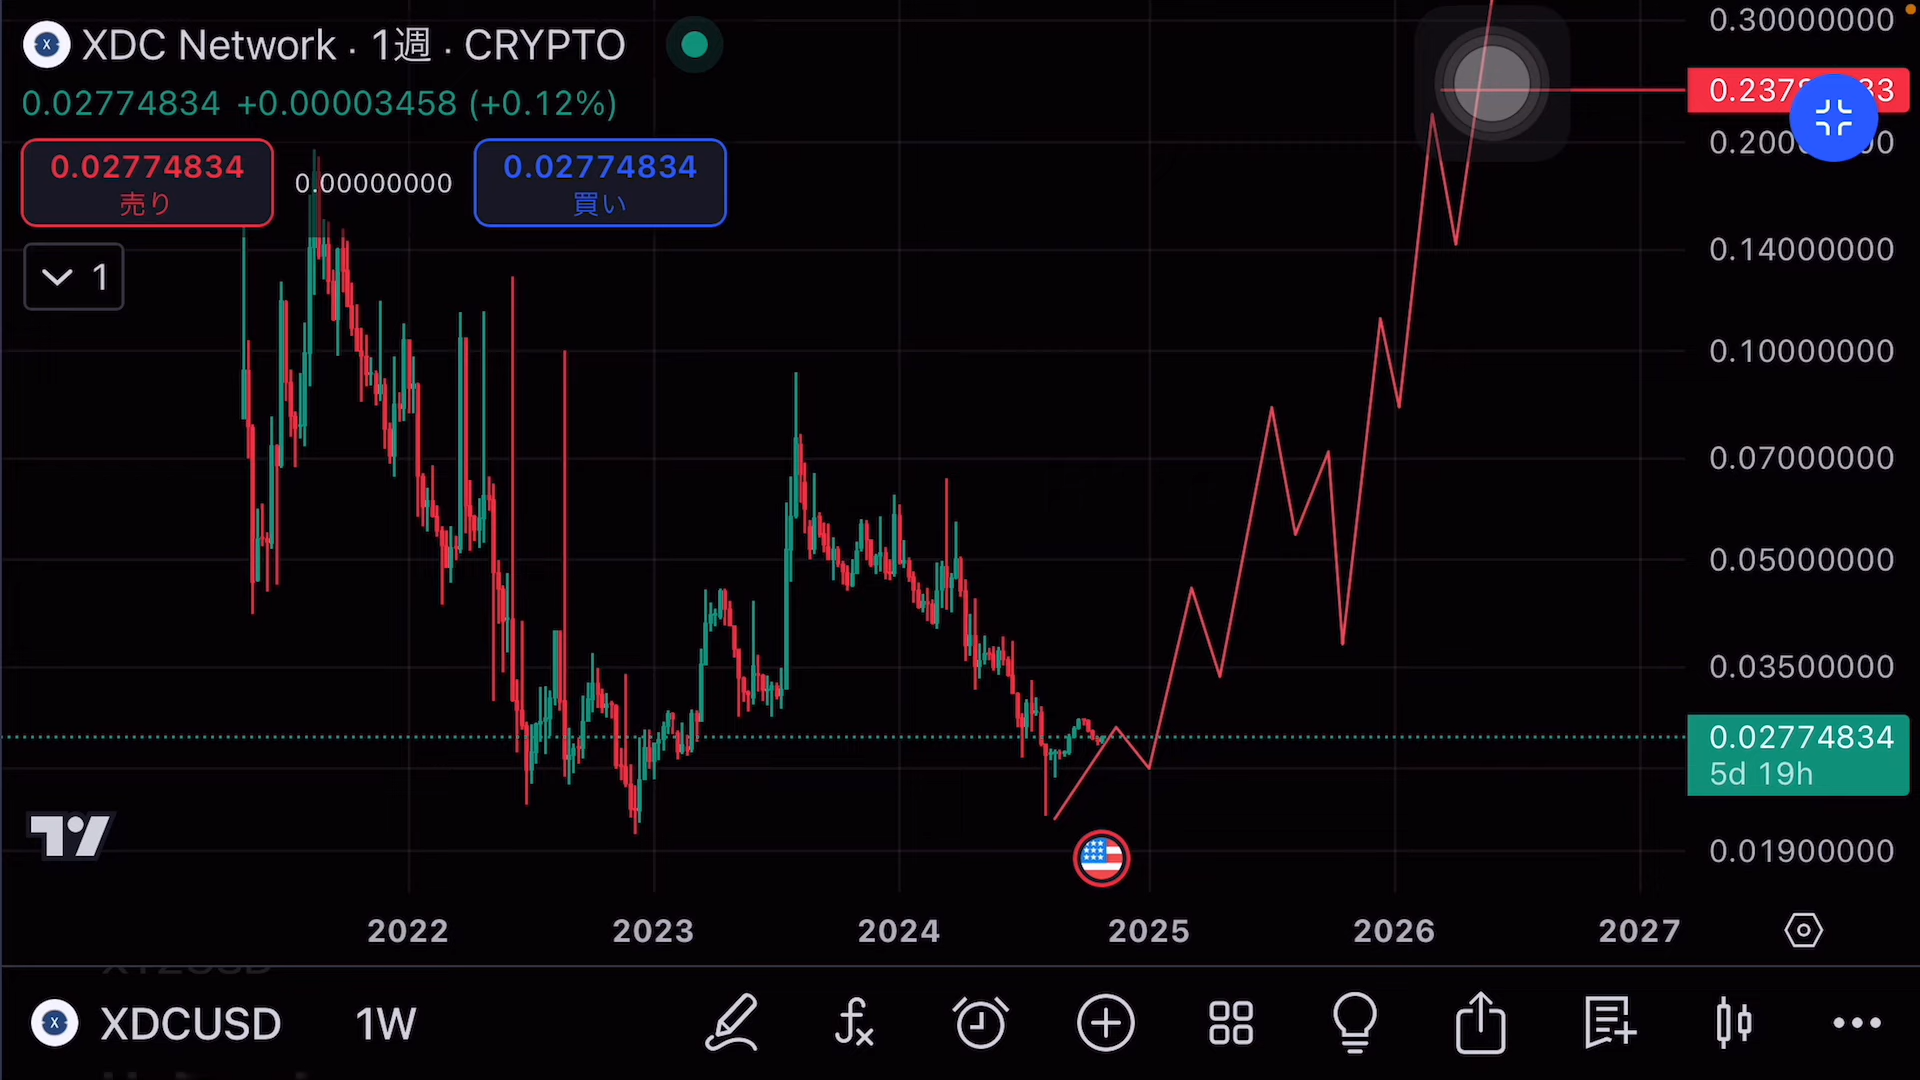 XDC Network · 1週 · CRYPTO
0.02774834 +0.00003458 (+0.12%)
0.02774834
売り
0.00000000
0.02774834
買い
1
0.30000000
0.14000000
0.10000000
0.07000000
0.05000000
0.03500000
0.02774834
5d 19h
0.01900000
2022 2023 2024 2025 2026 2027
XDCUSD 1W